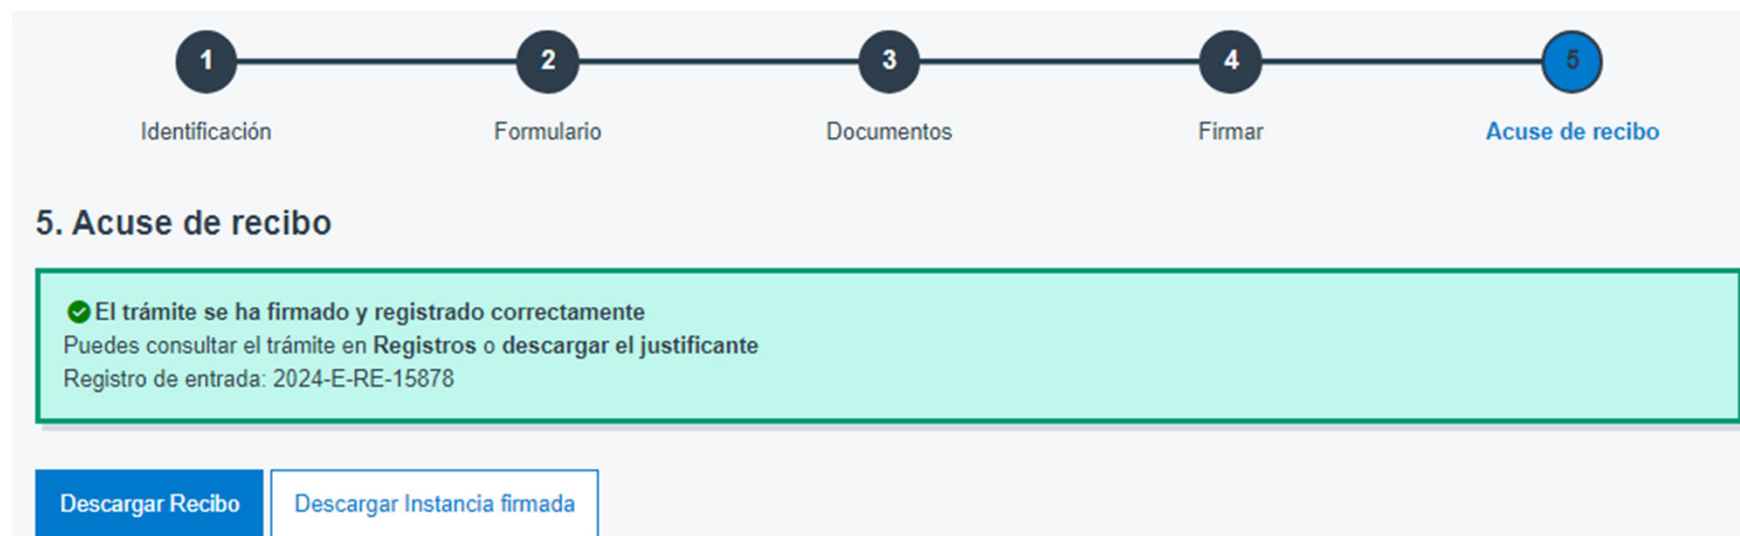 1 2 3 4 5
Identificación Formulario Documentos Firmar Acuse de recibo
5. Acuse de recibo
El trámite se ha firmado y registrado correctamente
Puedes consultar el trámite en Registros o descargar el justificante
Registro de entrada: 2024-E-RE-15878
Descargar Recibo Descargar Instancia firmada